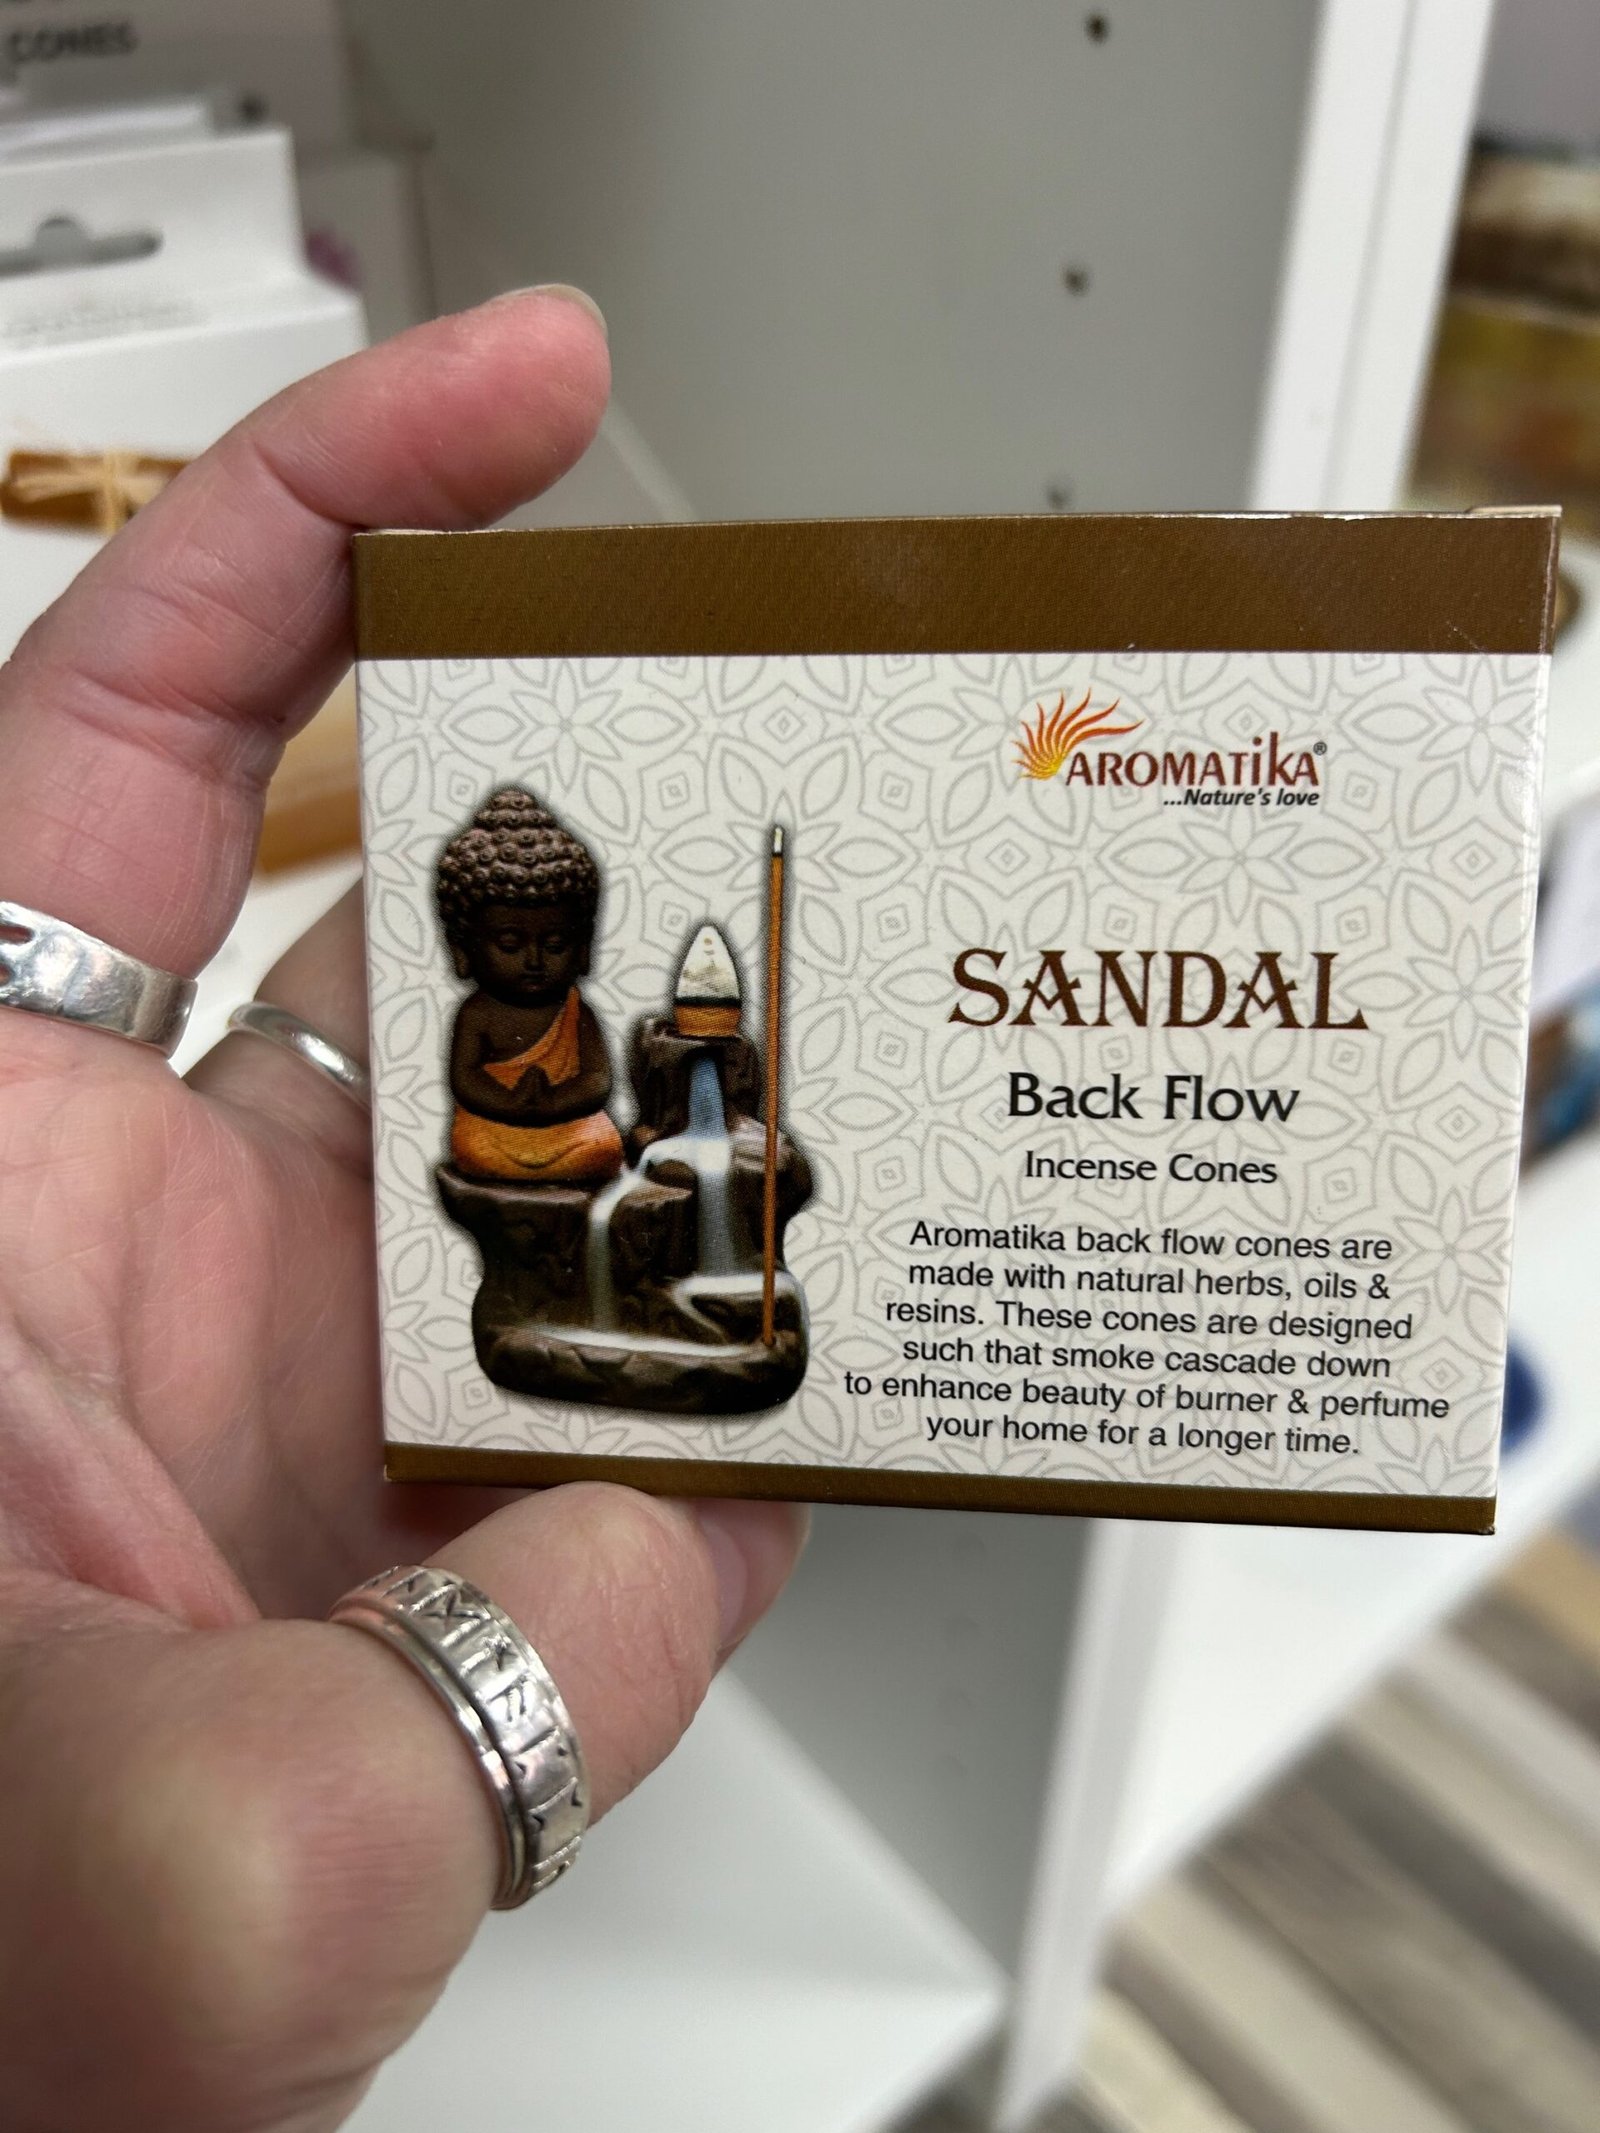 CONES
AROMATIKA®
...Nature's love
SANDAL
Back Flow
Incense Cones
Aromatika back flow cones are
made with natural herbs, oils &
resins. These cones are designed
such that smoke cascade down
to enhance beauty of burner & perfume
your home for a longer time.